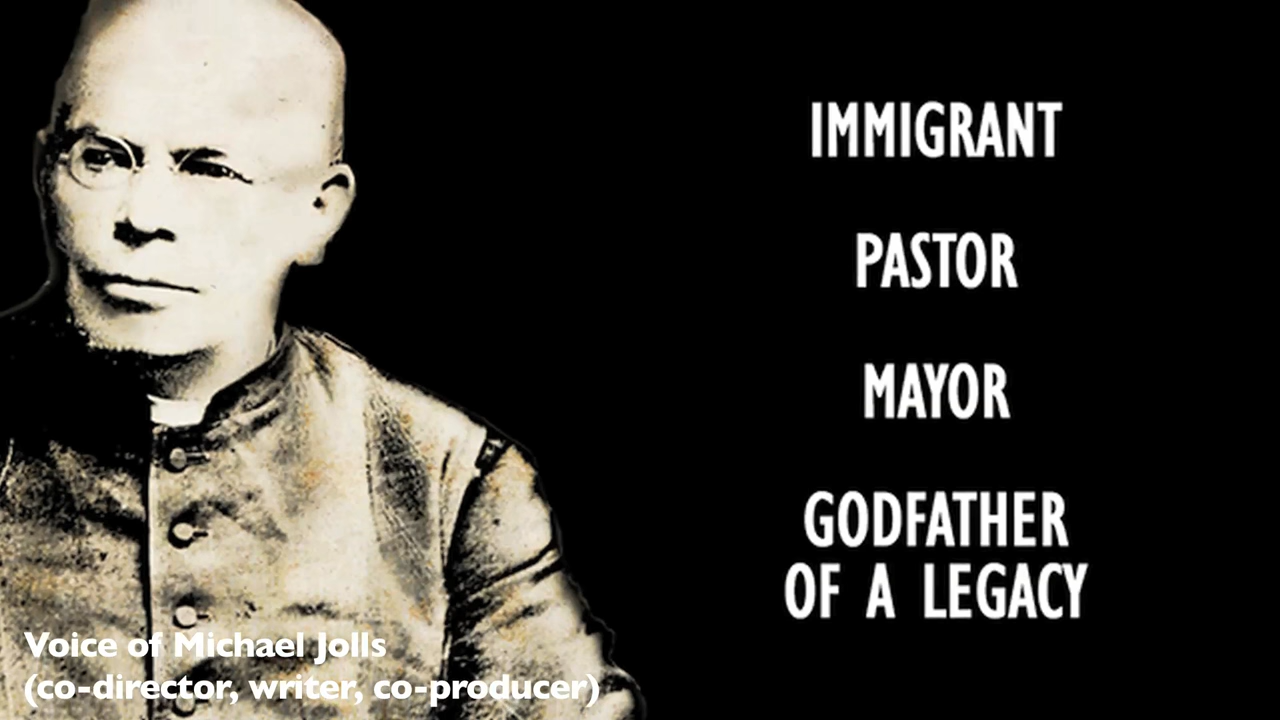 IMMIGRANT
PASTOR
MAYOR
GODFATHER
OF A LEGACY
Voice of Michael Jolls
(co-director, writer, co-producer)